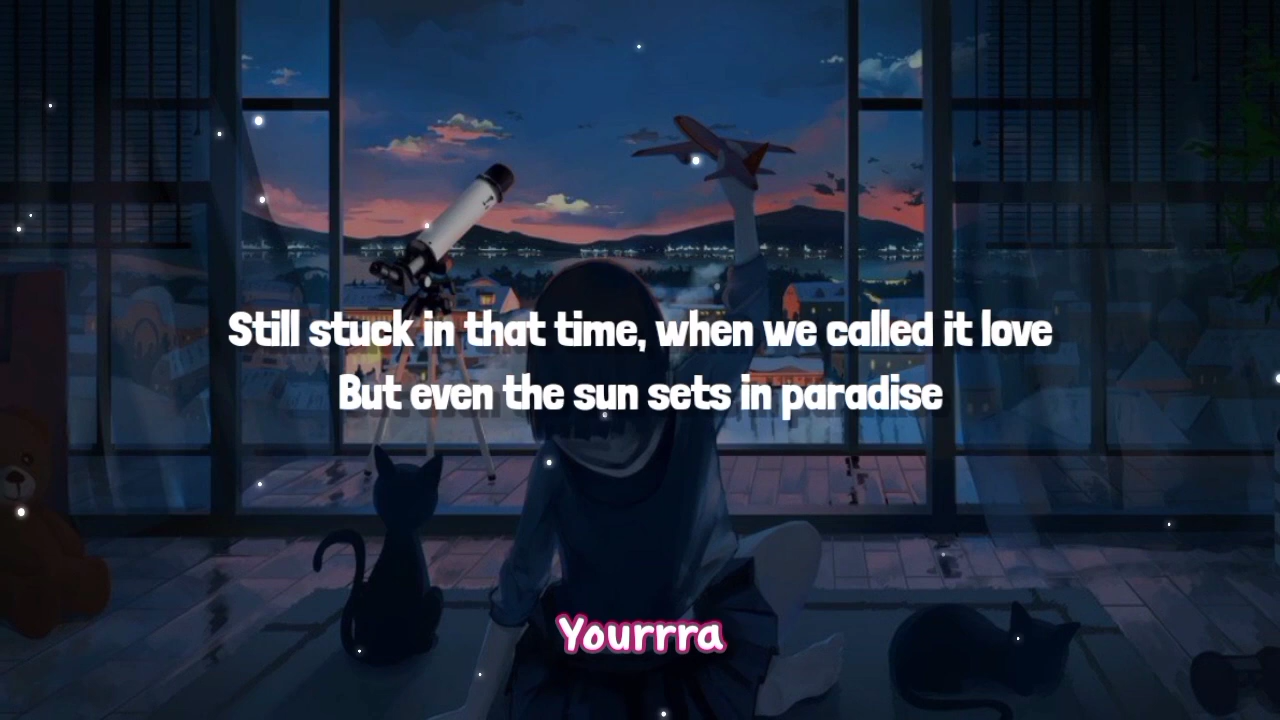 Still stuck in that time, when we called it love
But even the sun sets in paradise
Yourrra